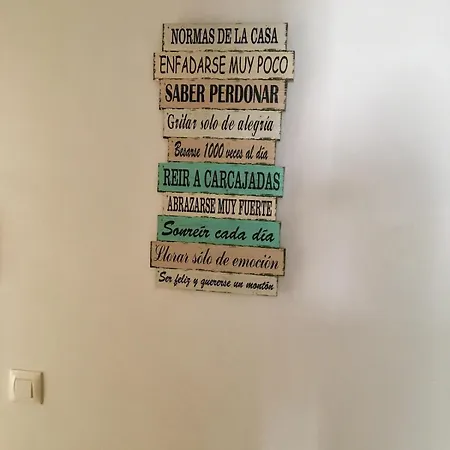 NORMAS DE LA CASA
ENFADARSE MUY POCO
SABER PERDONAR
Gritar solo de alegría
Besarse 1000 veces al día
REIR A CARCAJADAS
ABRAZARSE MUY FUERTE
Sonreír cada día
Llorar sólo de emoción
Ser feliz y quererse un montón